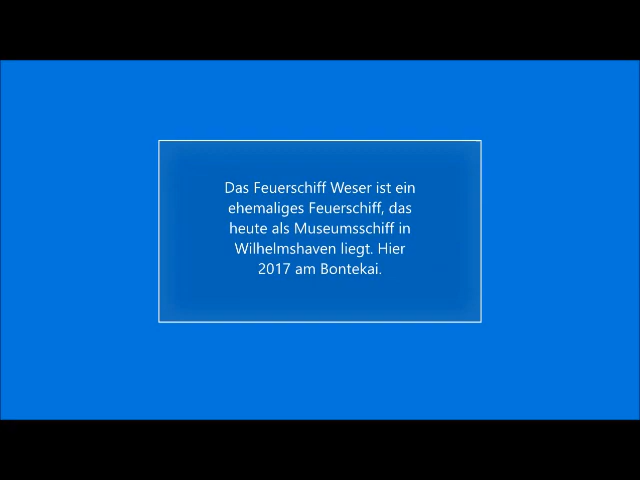 Das Feuerschiff Weser ist ein
ehemaliges Feuerschiff, das
heute als Museumsschiff in
Wilhelmshaven liegt. Hier
2017 am Bontekai.